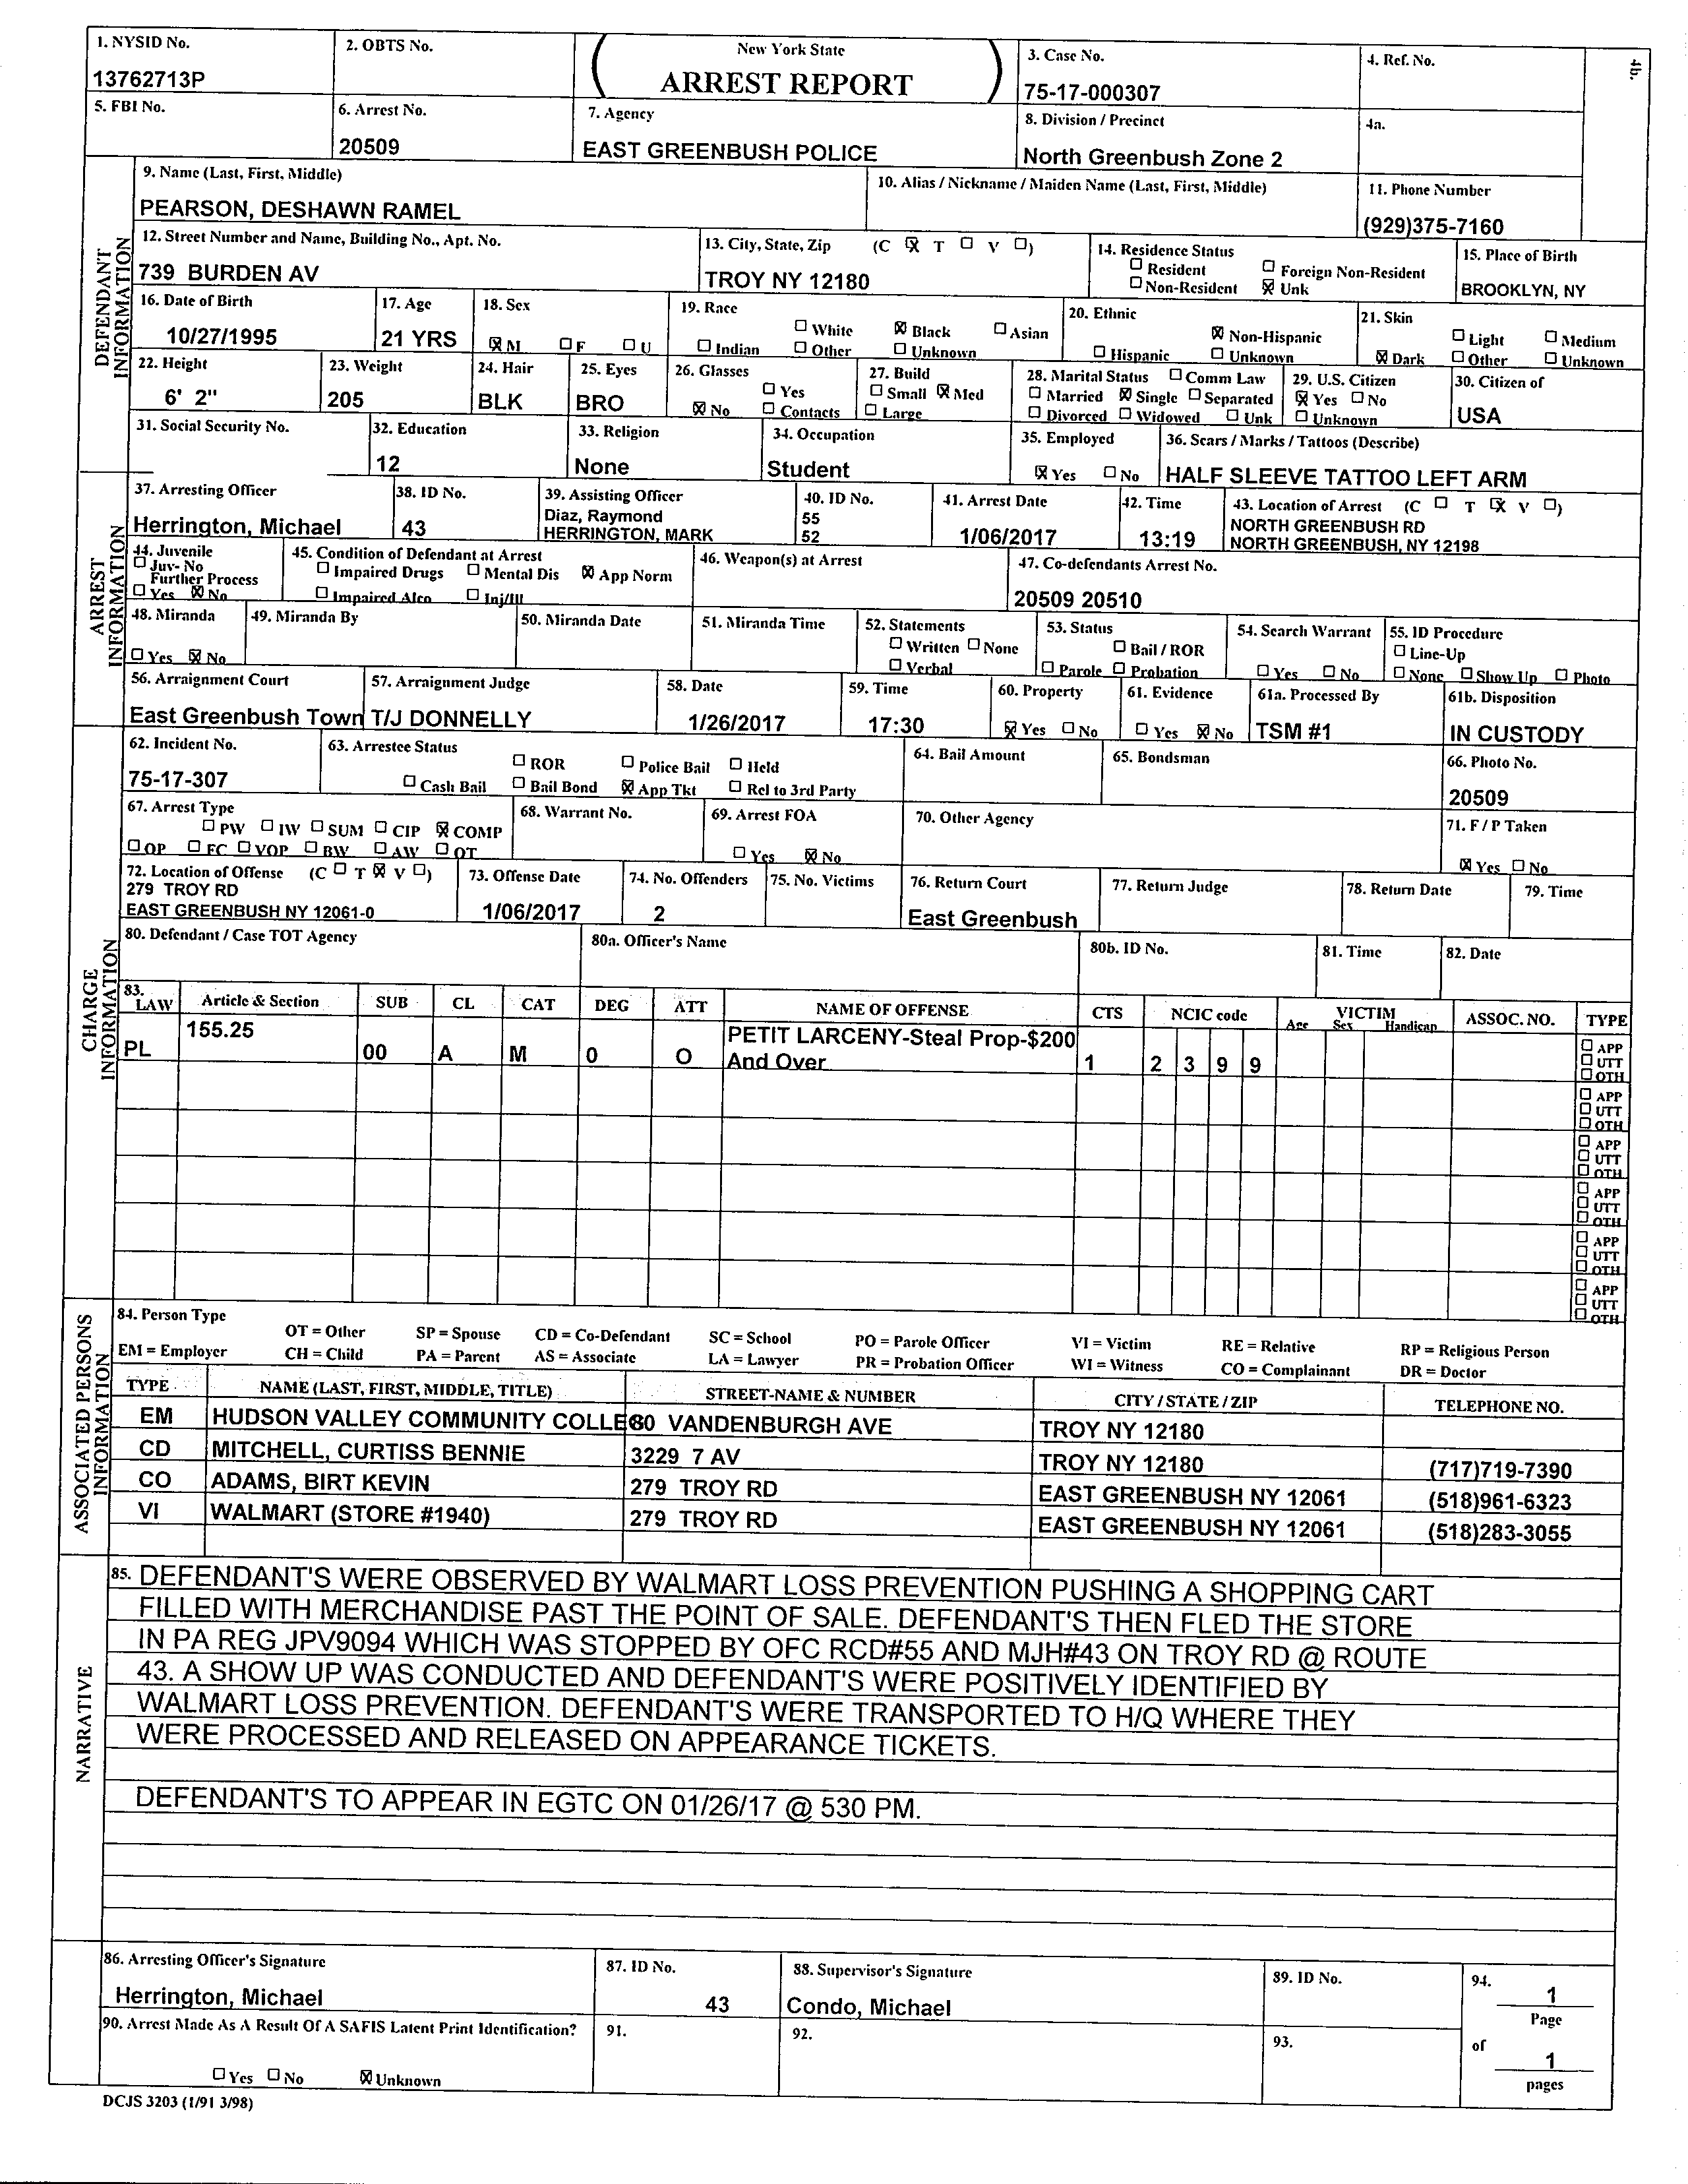 1. NYSID No.
13762713P
2. OBTS No.
New York State
ARREST REPORT
3. Case No.
75-17-000307
4. Ref. No.
4b.
5. FBI No.
6. Arrest No.
20509
7. Agency
EAST GREENBUSH POLICE
8. Division / Precinct
North Greenbush Zone 2
4a.
DEFENDANT INFORMATION
9. Name (Last, First, Middle)
PEARSON, DESHAWN RAMEL
10. Alias / Nickname / Maiden Name (Last, First, Middle)
11. Phone Number
(929)375-7160
12. Street Number and Name, Building No., Apt. No.
739 BURDEN AV
13. City, State, Zip (C ☒ T ☐ V ☐)
TROY NY 12180
14. Residence Status
☐ Resident ☐ Foreign Non-Resident
☐ Non-Resident ☒ Unk
15. Place of Birth
BROOKLYN, NY
16. Date of Birth
10/27/1995
17. Age
21 YRS
18. Sex
☒ M ☐ F ☐ U
19. Race
☐ White ☒ Black ☐ Asian
☐ Indian ☐ Other ☐ Unknown
20. Ethnic
☒ Non-Hispanic
☐ Hispanic ☐ Unknown
21. Skin
☐ Light ☐ Medium
☒ Dark ☐ Other ☐ Unknown
22. Height
6' 2"
23. Weight
205
24. Hair
BLK
25. Eyes
BRO
26. Glasses
☐ Yes
☒ No ☐ Contacts
27. Build
☐ Small ☒ Med
☐ Large
28. Marital Status ☐ Comm Law
☐ Married ☒ Single ☐ Separated
☐ Divorced ☐ Widowed ☐ Unk
29. U.S. Citizen
☒ Yes ☐ No
☐ Unknown
30. Citizen of
USA
31. Social Security No.
32. Education
12
33. Religion
None
34. Occupation
Student
35. Employed
☒ Yes ☐ No
36. Scars / Marks / Tattoos (Describe)
HALF SLEEVE TATTOO LEFT ARM
ARREST INFORMATION
37. Arresting Officer
Herrington, Michael
38. ID No.
43
39. Assisting Officer
Diaz, Raymond
HERRINGTON, MARK
40. ID No.
55
52
41. Arrest Date
1/06/2017
42. Time
13:19
43. Location of Arrest (C ☐ T ☒ V ☐)
NORTH GREENBUSH RD
NORTH GREENBUSH, NY 12198
44. Juvenile
☐ Juv- No
Further Process
☐ Yes ☒ No
45. Condition of Defendant at Arrest
☐ Impaired Drugs ☐ Mental Dis ☒ App Norm
☐ Impaired Alco ☐ Inj/Ill
46. Weapon(s) at Arrest
47. Co-defendants Arrest No.
20509 20510
48. Miranda
☐ Yes ☒ No
49. Miranda By
50. Miranda Date
51. Miranda Time
52. Statements
☐ Written ☐ None
☐ Verbal
53. Status
☐ Bail / ROR
☐ Parole ☐ Probation
54. Search Warrant
☐ Yes ☐ No
55. ID Procedure
☐ Line-Up
☐ None ☐ Show Up ☐ Photo
56. Arraignment Court
East Greenbush Town
57. Arraignment Judge
T/J DONNELLY
58. Date
1/26/2017
59. Time
17:30
60. Property
☒ Yes ☐ No
61. Evidence
☐ Yes ☒ No
61a. Processed By
TSM #1
61b. Disposition
IN CUSTODY
CHARGE INFORMATION
62. Incident No.
75-17-307
63. Arrestee Status
☐ ROR ☐ Police Bail ☐ Held
☐ Cash Bail ☐ Bail Bond ☒ App Tkt ☐ Rel to 3rd Party
64. Bail Amount
65. Bondsman
66. Photo No.
20509
67. Arrest Type
☐ PW ☐ IW ☐ SUM ☐ CIP ☒ COMP
☐ OP ☐ FC ☐ VOP ☐ BW ☐ AW ☐ OT
68. Warrant No.
69. Arrest FOA
☐ Yes ☒ No
70. Other Agency
71. F / P Taken
☒ Yes ☐ No
72. Location of Offense (C ☐ T ☒ V ☐)
279 TROY RD
EAST GREENBUSH NY 12061-0
73. Offense Date
1/06/2017
74. No. Offenders
2
75. No. Victims
76. Return Court
East Greenbush
77. Return Judge
78. Return Date
79. Time
80. Defendant / Case TOT Agency
80a. Officer's Name
80b. ID No.
81. Time
82. Date
83. LAW Article & Section SUB CL CAT DEG ATT NAME OF OFFENSE CTS NCIC code VICTIM Age Sex Handicap ASSOC. NO. TYPE
PL 155.25 00 A M 0 O PETIT LARCENY-Steal Prop-$200
And Over 1 2 3 9 9
☐ APP
☐ UTT
☐ OTH
☐ APP
☐ UTT
☐ OTH
☐ APP
☐ UTT
☐ OTH
☐ APP
☐ UTT
☐ OTH
☐ APP
☐ UTT
☐ OTH
☐ APP
☐ UTT
☐ OTH
ASSOCIATED PERSONS INFORMATION
84. Person Type
OT = Other SP = Spouse CD = Co-Defendant SC = School PO = Parole Officer VI = Victim RE = Relative RP = Religious Person
EM = Employer CH = Child PA = Parent AS = Associate LA = Lawyer PR = Probation Officer WI = Witness CO = Complainant DR = Doctor
TYPE NAME (LAST, FIRST, MIDDLE, TITLE) STREET-NAME & NUMBER CITY / STATE / ZIP TELEPHONE NO.
EM HUDSON VALLEY COMMUNITY COLLEG 80 VANDENBURGH AVE TROY NY 12180
CD MITCHELL, CURTISS BENNIE 3229 7 AV TROY NY 12180 (717)719-7390
CO ADAMS, BIRT KEVIN 279 TROY RD EAST GREENBUSH NY 12061 (518)961-6323
VI WALMART (STORE #1940) 279 TROY RD EAST GREENBUSH NY 12061 (518)283-3055
NARRATIVE
85. DEFENDANT'S WERE OBSERVED BY WALMART LOSS PREVENTION PUSHING A SHOPPING CART
FILLED WITH MERCHANDISE PAST THE POINT OF SALE. DEFENDANT'S THEN FLED THE STORE
IN PA REG JPV9094 WHICH WAS STOPPED BY OFC RCD#55 AND MJH#43 ON TROY RD @ ROUTE
43. A SHOW UP WAS CONDUCTED AND DEFENDANT'S WERE POSITIVELY IDENTIFIED BY
WALMART LOSS PREVENTION. DEFENDANT'S WERE TRANSPORTED TO H/Q WHERE THEY
WERE PROCESSED AND RELEASED ON APPEARANCE TICKETS.
DEFENDANT'S TO APPEAR IN EGTC ON 01/26/17 @ 530 PM.
86. Arresting Officer's Signature
Herrington, Michael
87. ID No.
43
88. Supervisor's Signature
Condo, Michael
89. ID No.
94. 1
Page
of
1
pages
90. Arrest Made As A Result Of A SAFIS Latent Print Identification?
☐ Yes ☐ No ☒ Unknown
91.
92.
93.
DCJS 3203 (1/91 3/98)